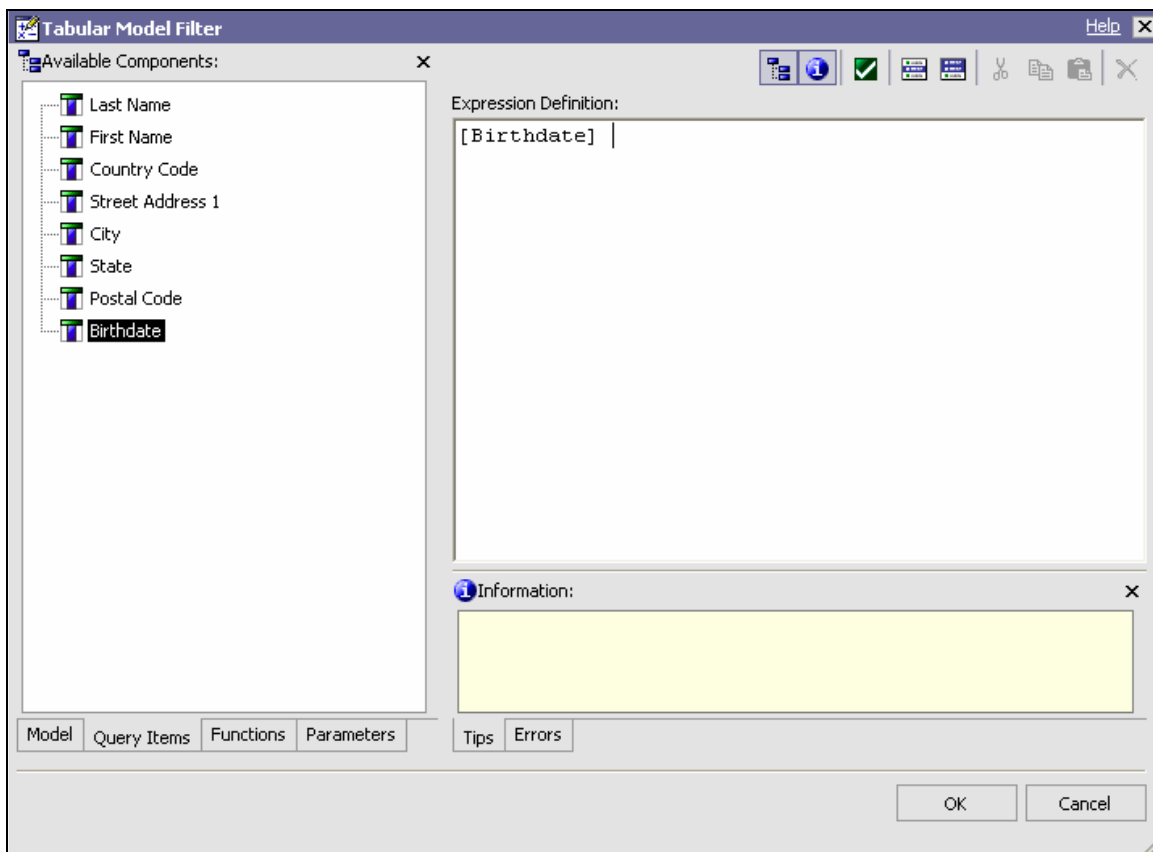 Tabular Model Filter
Help
Available Components:
Last Name
First Name
Country Code
Street Address 1
City
State
Postal Code
Birthdate
Model
Query Items
Functions
Parameters
Expression Definition:
[Birthdate]
Information:
Tips
Errors
OK
Cancel